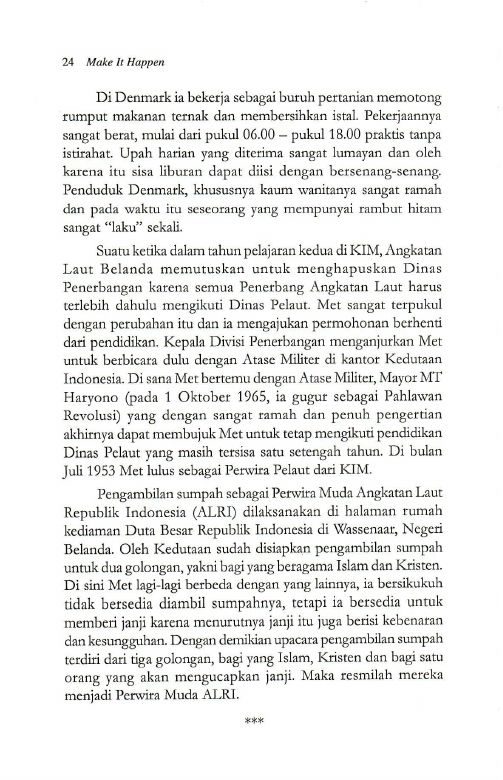 24 Make It Happen
Di Denmark ia bekerja sebagai buruh pertanian memotong
rumput makanan ternak dan membersihkan istal. Pekerjaannya
sangat berat, mulai dari pukul 06.00 – pukul 18.00 praktis tanpa
istirahat. Upah harian yang diterima sangat lumayan dan oleh
karena itu sisa liburan dapat diisi dengan bersenang-senang.
Penduduk Denmark, khususnya kaum wanitanya sangat ramah
dan pada waktu itu seseorang yang mempunyai rambut hitam
sangat “laku” sekali.
Suatu ketika dalam tahun pelajaran kedua di KIM, Angkatan
Laut Belanda memutuskan untuk menghapuskan Dinas
Penerbangan karena semua Penerbang Angkatan Laut harus
terlebih dahulu mengikuti Dinas Pelaut. Met sangat terpukul
dengan perubahan itu dan ia mengajukan permohonan berhenti
dari pendidikan. Kepala Divisi Penerbangan menganjurkan Met
untuk berbicara dulu dengan Atase Militer di kantor Kedutaan
Indonesia. Di sana Met bertemu dengan Atase Militer, Mayor MT
Haryono (pada 1 Oktober 1965, ia gugur sebagai Pahlawan
Revolusi) yang dengan sangat ramah dan penuh pengertian
akhirnya dapat membujuk Met untuk tetap mengikuti pendidikan
Dinas Pelaut yang masih tersisa satu setengah tahun. Di bulan
Juli 1953 Met lulus sebagai Perwira Pelaut dari KIM.
Pengambilan sumpah sebagai Perwira Muda Angkatan Laut
Republik Indonesia (ALRI) dilaksanakan di halaman rumah
kediaman Duta Besar Republik Indonesia di Wassenaar, Negeri
Belanda. Oleh Kedutaan sudah disiapkan pengambilan sumpah
untuk dua golongan, yakni bagi yang beragama Islam dan Kristen.
Di sini Met lagi-lagi berbeda dengan yang lainnya, ia bersikukuh
tidak bersedia diambil sumpahnya, tetapi ia bersedia untuk
memberi janji karena menurutnya janji itu juga berisi kebenaran
dan kesungguhan. Dengan demikian upacara pengambilan sumpah
terdiri dari tiga golongan, bagi yang Islam, Kristen dan bagi satu
orang yang akan mengucapkan janji. Maka resmilah mereka
menjadi Perwira Muda ALRI.
***